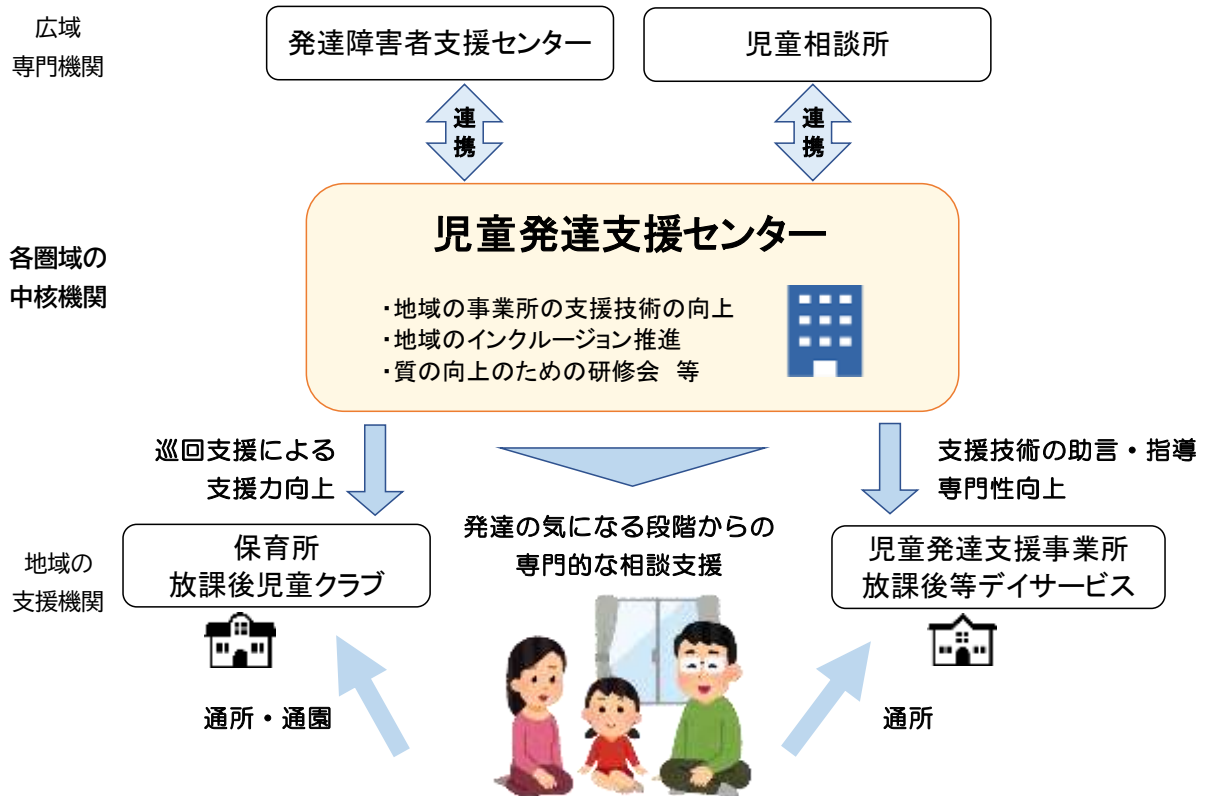 広域
専門機関
発達障害者支援センター
児童相談所
連
携
連
携
各圏域の
中核機関
児童発達支援センター
・地域の事業所の支援技術の向上
・地域のインクルージョン推進
・質の向上のための研修会 等
巡回支援による
支援力向上
支援技術の助言・指導
専門性向上
発達の気になる段階からの
専門的な相談支援
地域の
支援機関
保育所
放課後児童クラブ
児童発達支援事業所
放課後等デイサービス
通所・通園
通所